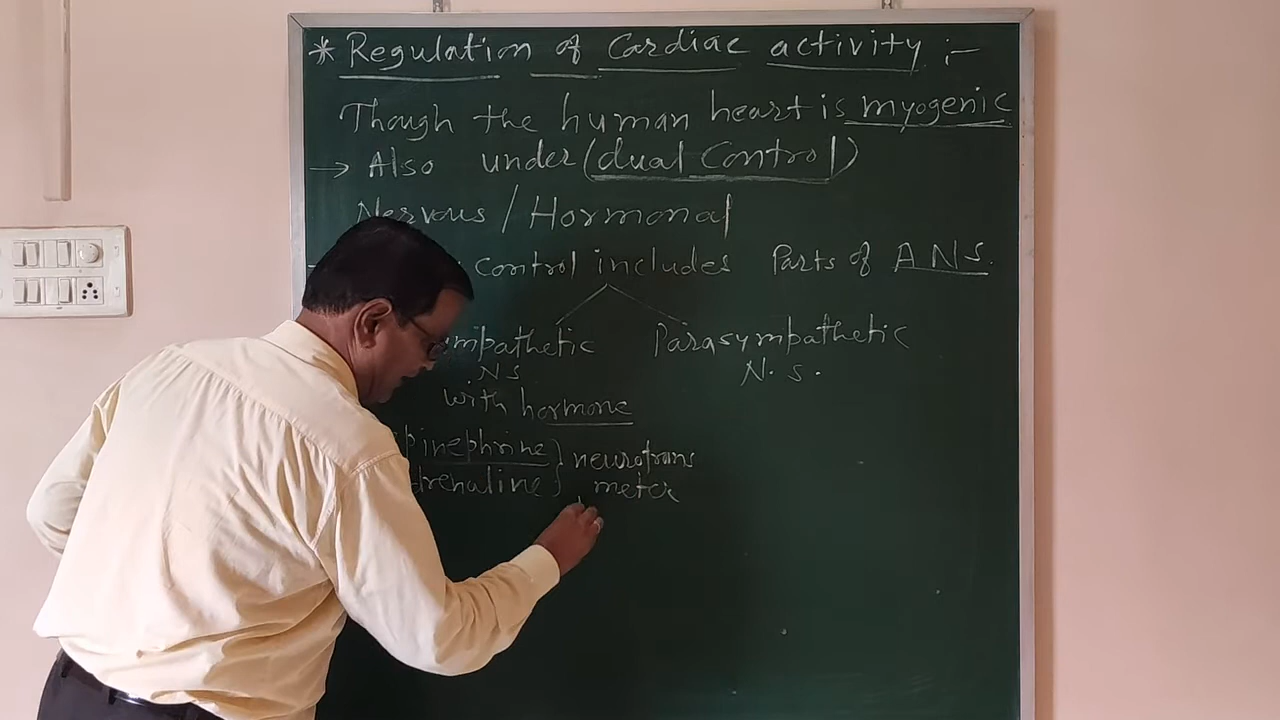 * Regulation of Cardiac activity :-
Though the human heart is myogenic
→ Also under (dual Control)
Nervous / Hormonal
control includes Parts of A N S.
mpathetic Parasympathetic
N S N. S.
with hormone
pinephrine } neurotrans
drenaline } meter